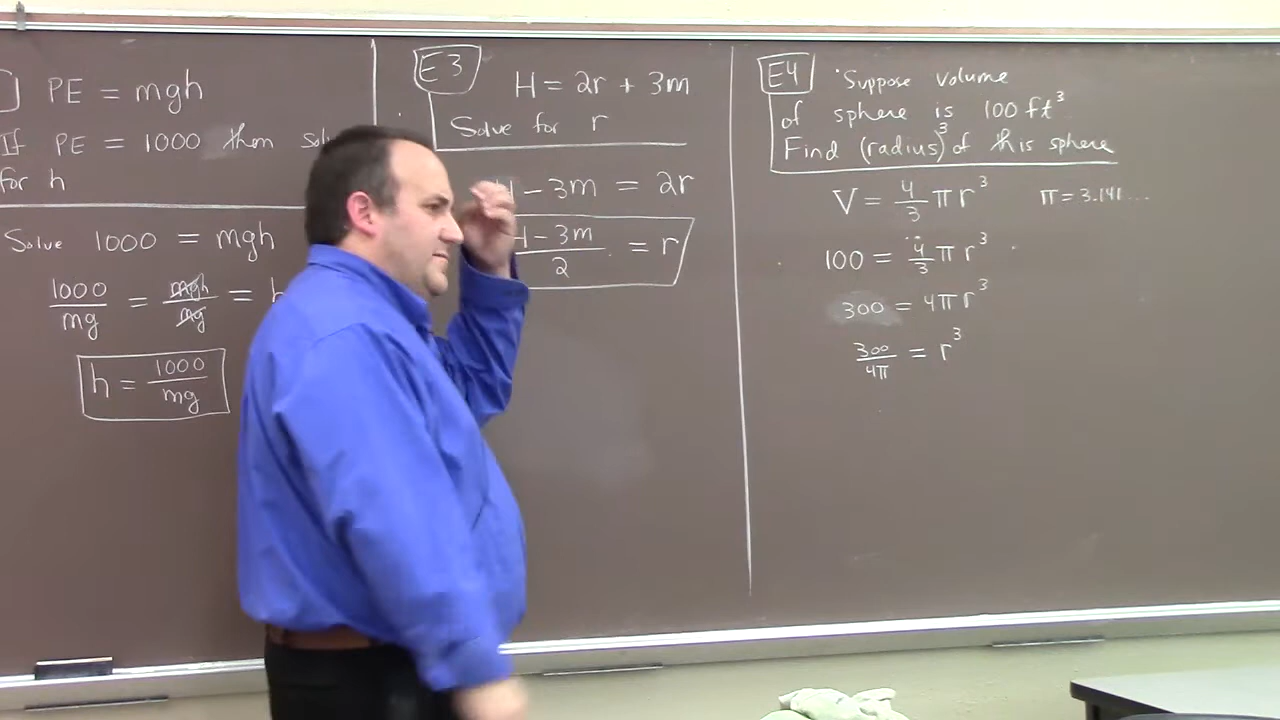 PE = mgh
If PE = 1000 then
for h
Solve 1000 = mgh
1000/mg = mgh/mg =
h = 1000/mg
E3
H = 2r + 3m
Solve for r
- 3m = 2r
- 3m / 2 = r
E4
Suppose volume
of sphere is 100 ft³
Find (radius)³ of this sphere
V = 4/3 π r³
π = 3.141...
100 = 4/3 π r³
300 = 4π r³
300/4π = r³